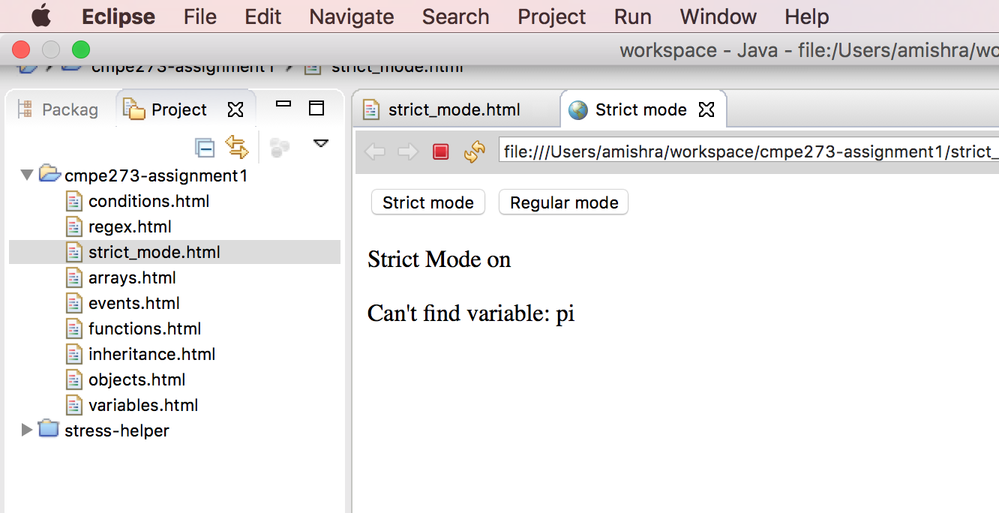 Eclipse File Edit Navigate Search Project Run Window Help
workspace - Java - file:/Users/amishra/wo
cmpe273-assignment1 strict_mode.html
Packag Project
strict_mode.html Strict mode
file:///Users/amishra/workspace/cmpe273-assignment1/strict_
cmpe273-assignment1
conditions.html
regex.html
strict_mode.html
arrays.html
events.html
functions.html
inheritance.html
objects.html
variables.html
stress-helper
Strict mode Regular mode
Strict Mode on
Can't find variable: pi